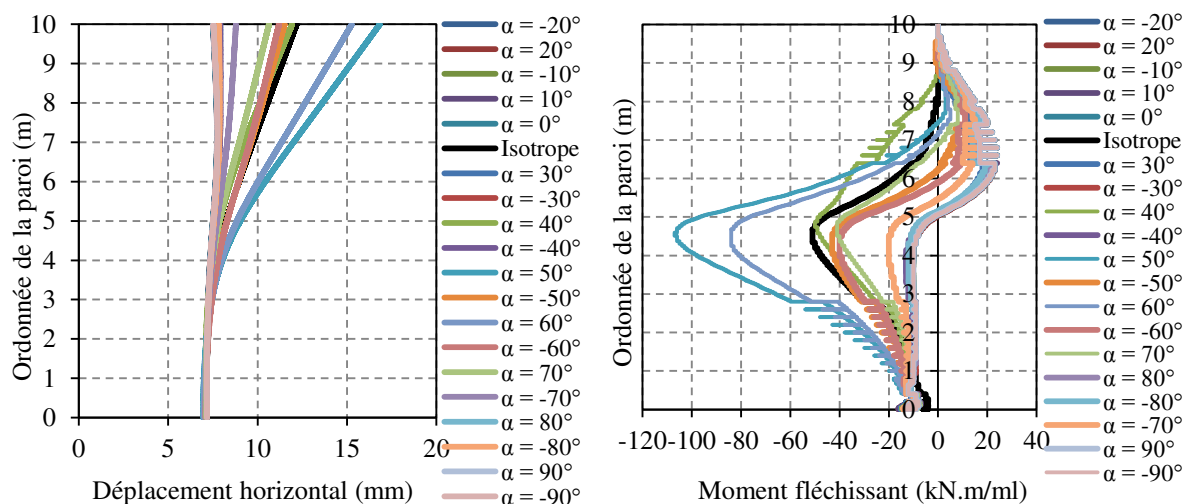 Ordonnée de la paroi (m)
10
9
8
7
6
5
4
3
2
1
0
0
5
10
15
20
Déplacement horizontal (mm)
α = -20°
α = 20°
α = -10°
α = 10°
α = 0°
Isotrope
α = 30°
α = -30°
α = 40°
α = -40°
α = 50°
α = -50°
α = 60°
α = -60°
α = 70°
α = -70°
α = 80°
α = -80°
α = 90°
α = -90°
Ordonnée de la paroi (m)
10
9
8
7
6
5
4
3
2
1
0
-120
-100
-80
-60
-40
-20
0
20
40
Moment fléchissant (kN.m/ml)
α = -20°
α = 20°
α = -10°
α = 10°
α = 0°
Isotrope
α = 30°
α = -30°
α = 40°
α = -40°
α = 50°
α = -50°
α = 60°
α = -60°
α = 70°
α = 80°
α = -80°
α = -70°
α = 90°
α = -90°